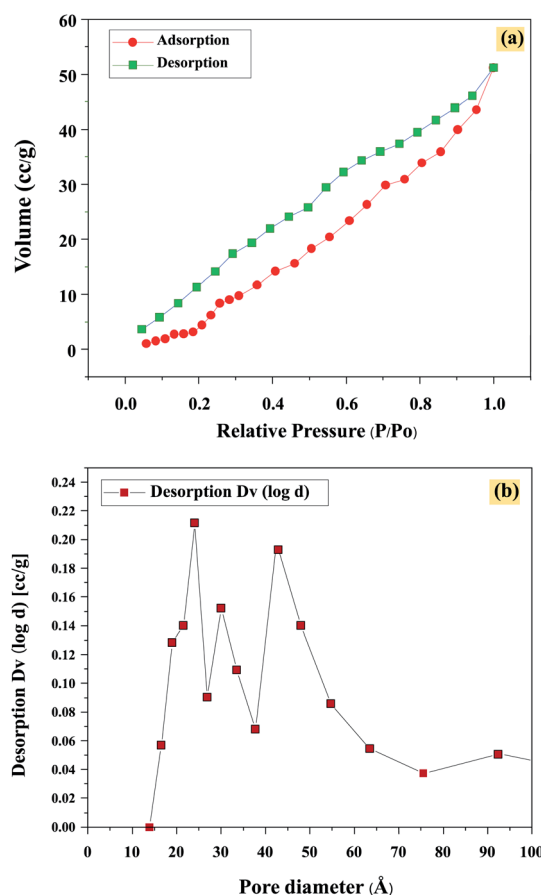 (a)
Adsorption
Desorption
60
50
40
30
20
10
0
Volume (cc/g)
0.0 0.2 0.4 0.6 0.8 1.0
Relative Pressure (P/Po)
(b)
Desorption Dv (log d)
0.24
0.22
0.20
0.18
0.16
0.14
0.12
0.10
0.08
0.06
0.04
0.02
0.00
Desorption Dv (log d) [cc/g]
0 10 20 30 40 50 60 70 80 90 100
Pore diameter (Å)